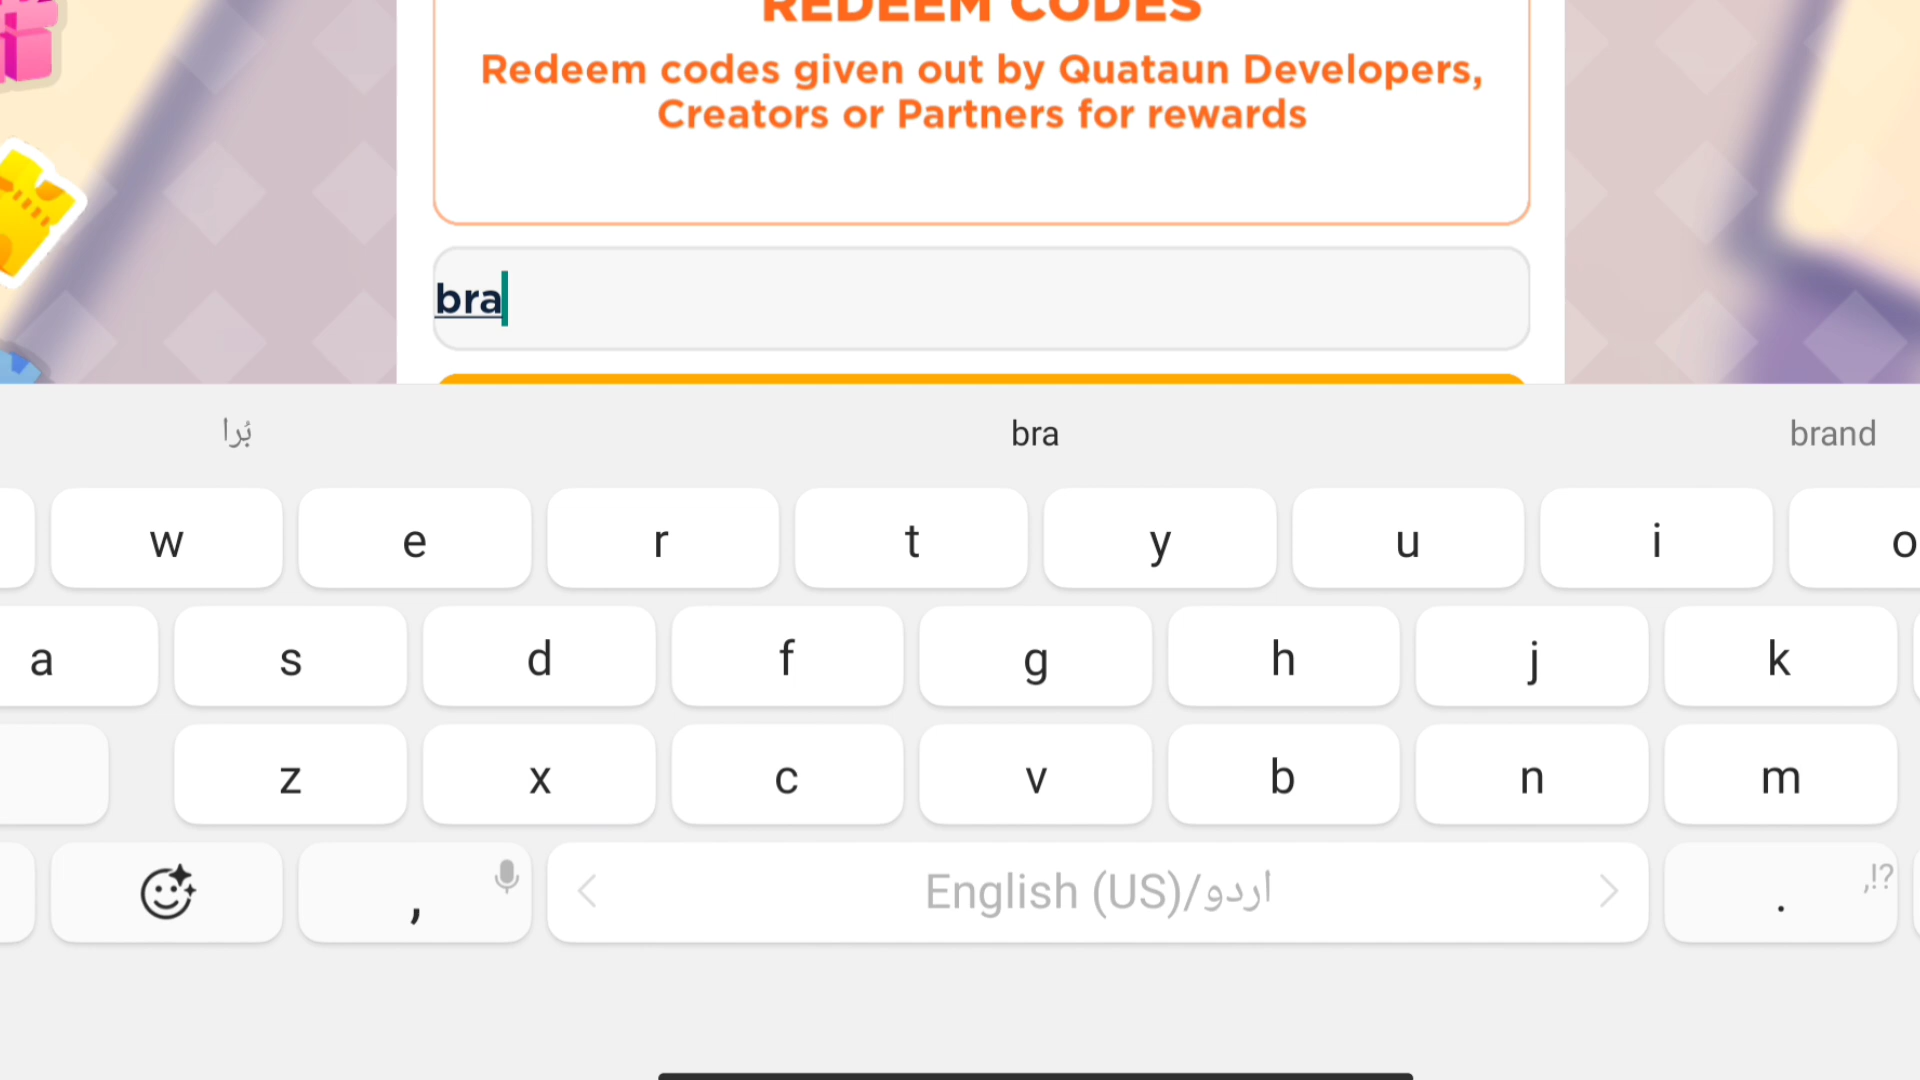 REDEEM CODES
Redeem codes given out by Quataun Developers,
Creators or Partners for rewards
bra
بُرا bra brand
w e r t y u i o
a s d f g h j k
z x c v b n m
, English (US)/اردو . ,!?